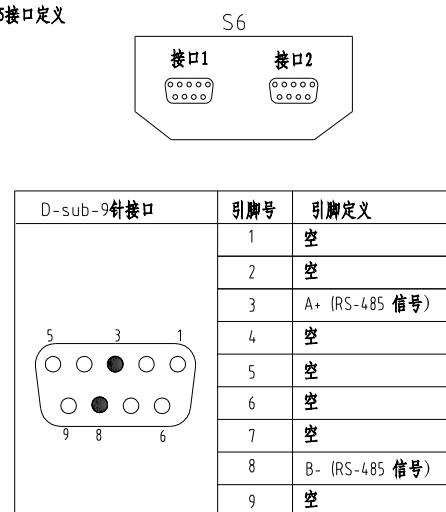 5接口定义
S6
接口1 接口2
D-sub-9针接口 引脚号 引脚定义
1 空
2 空
3 A+ (RS-485 信号)
4 空
5 空
6 空
7 空
8 B- (RS-485 信号)
9 空
5 3 1
9 8 6